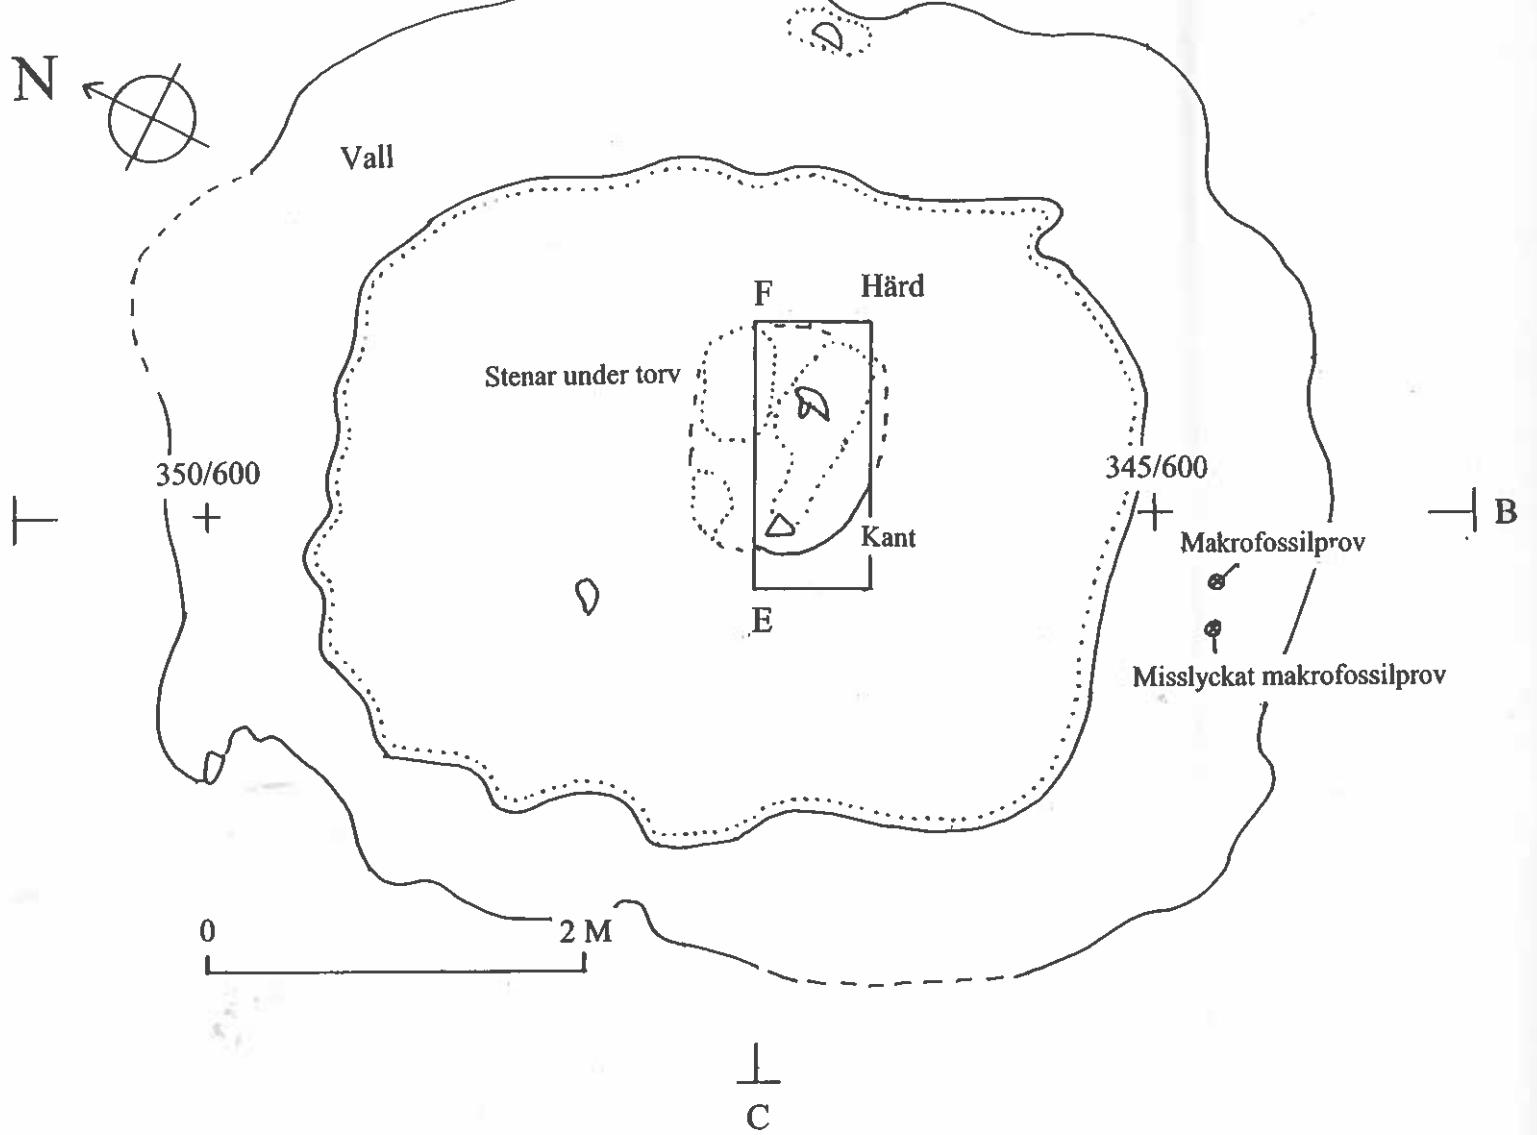 N
Vall
F
Härd
Stenar under torv
350/600
345/600
B
Makrofossilprov
Kant
E
Misslyckat makrofossilprov
0
2 M
C